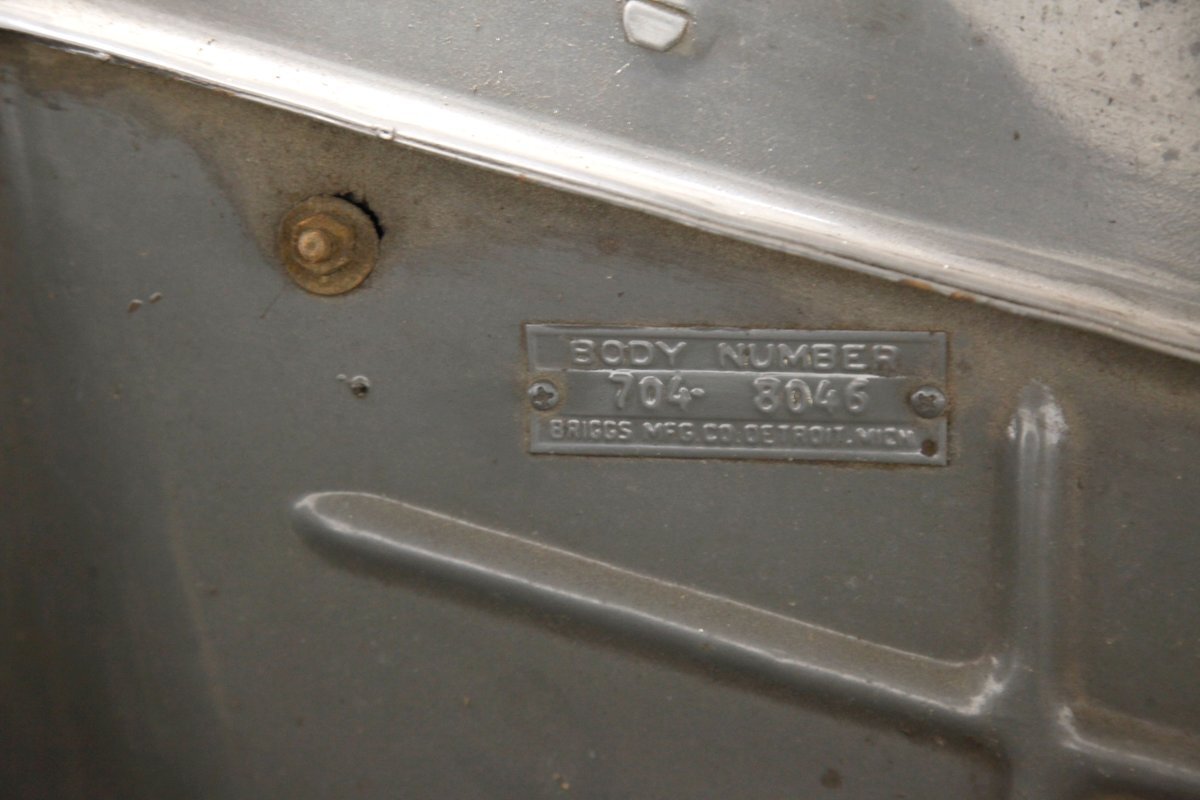 BODY NUMBER
704- 8046
BRIGGS MFG. CO. DETROIT. MICH.